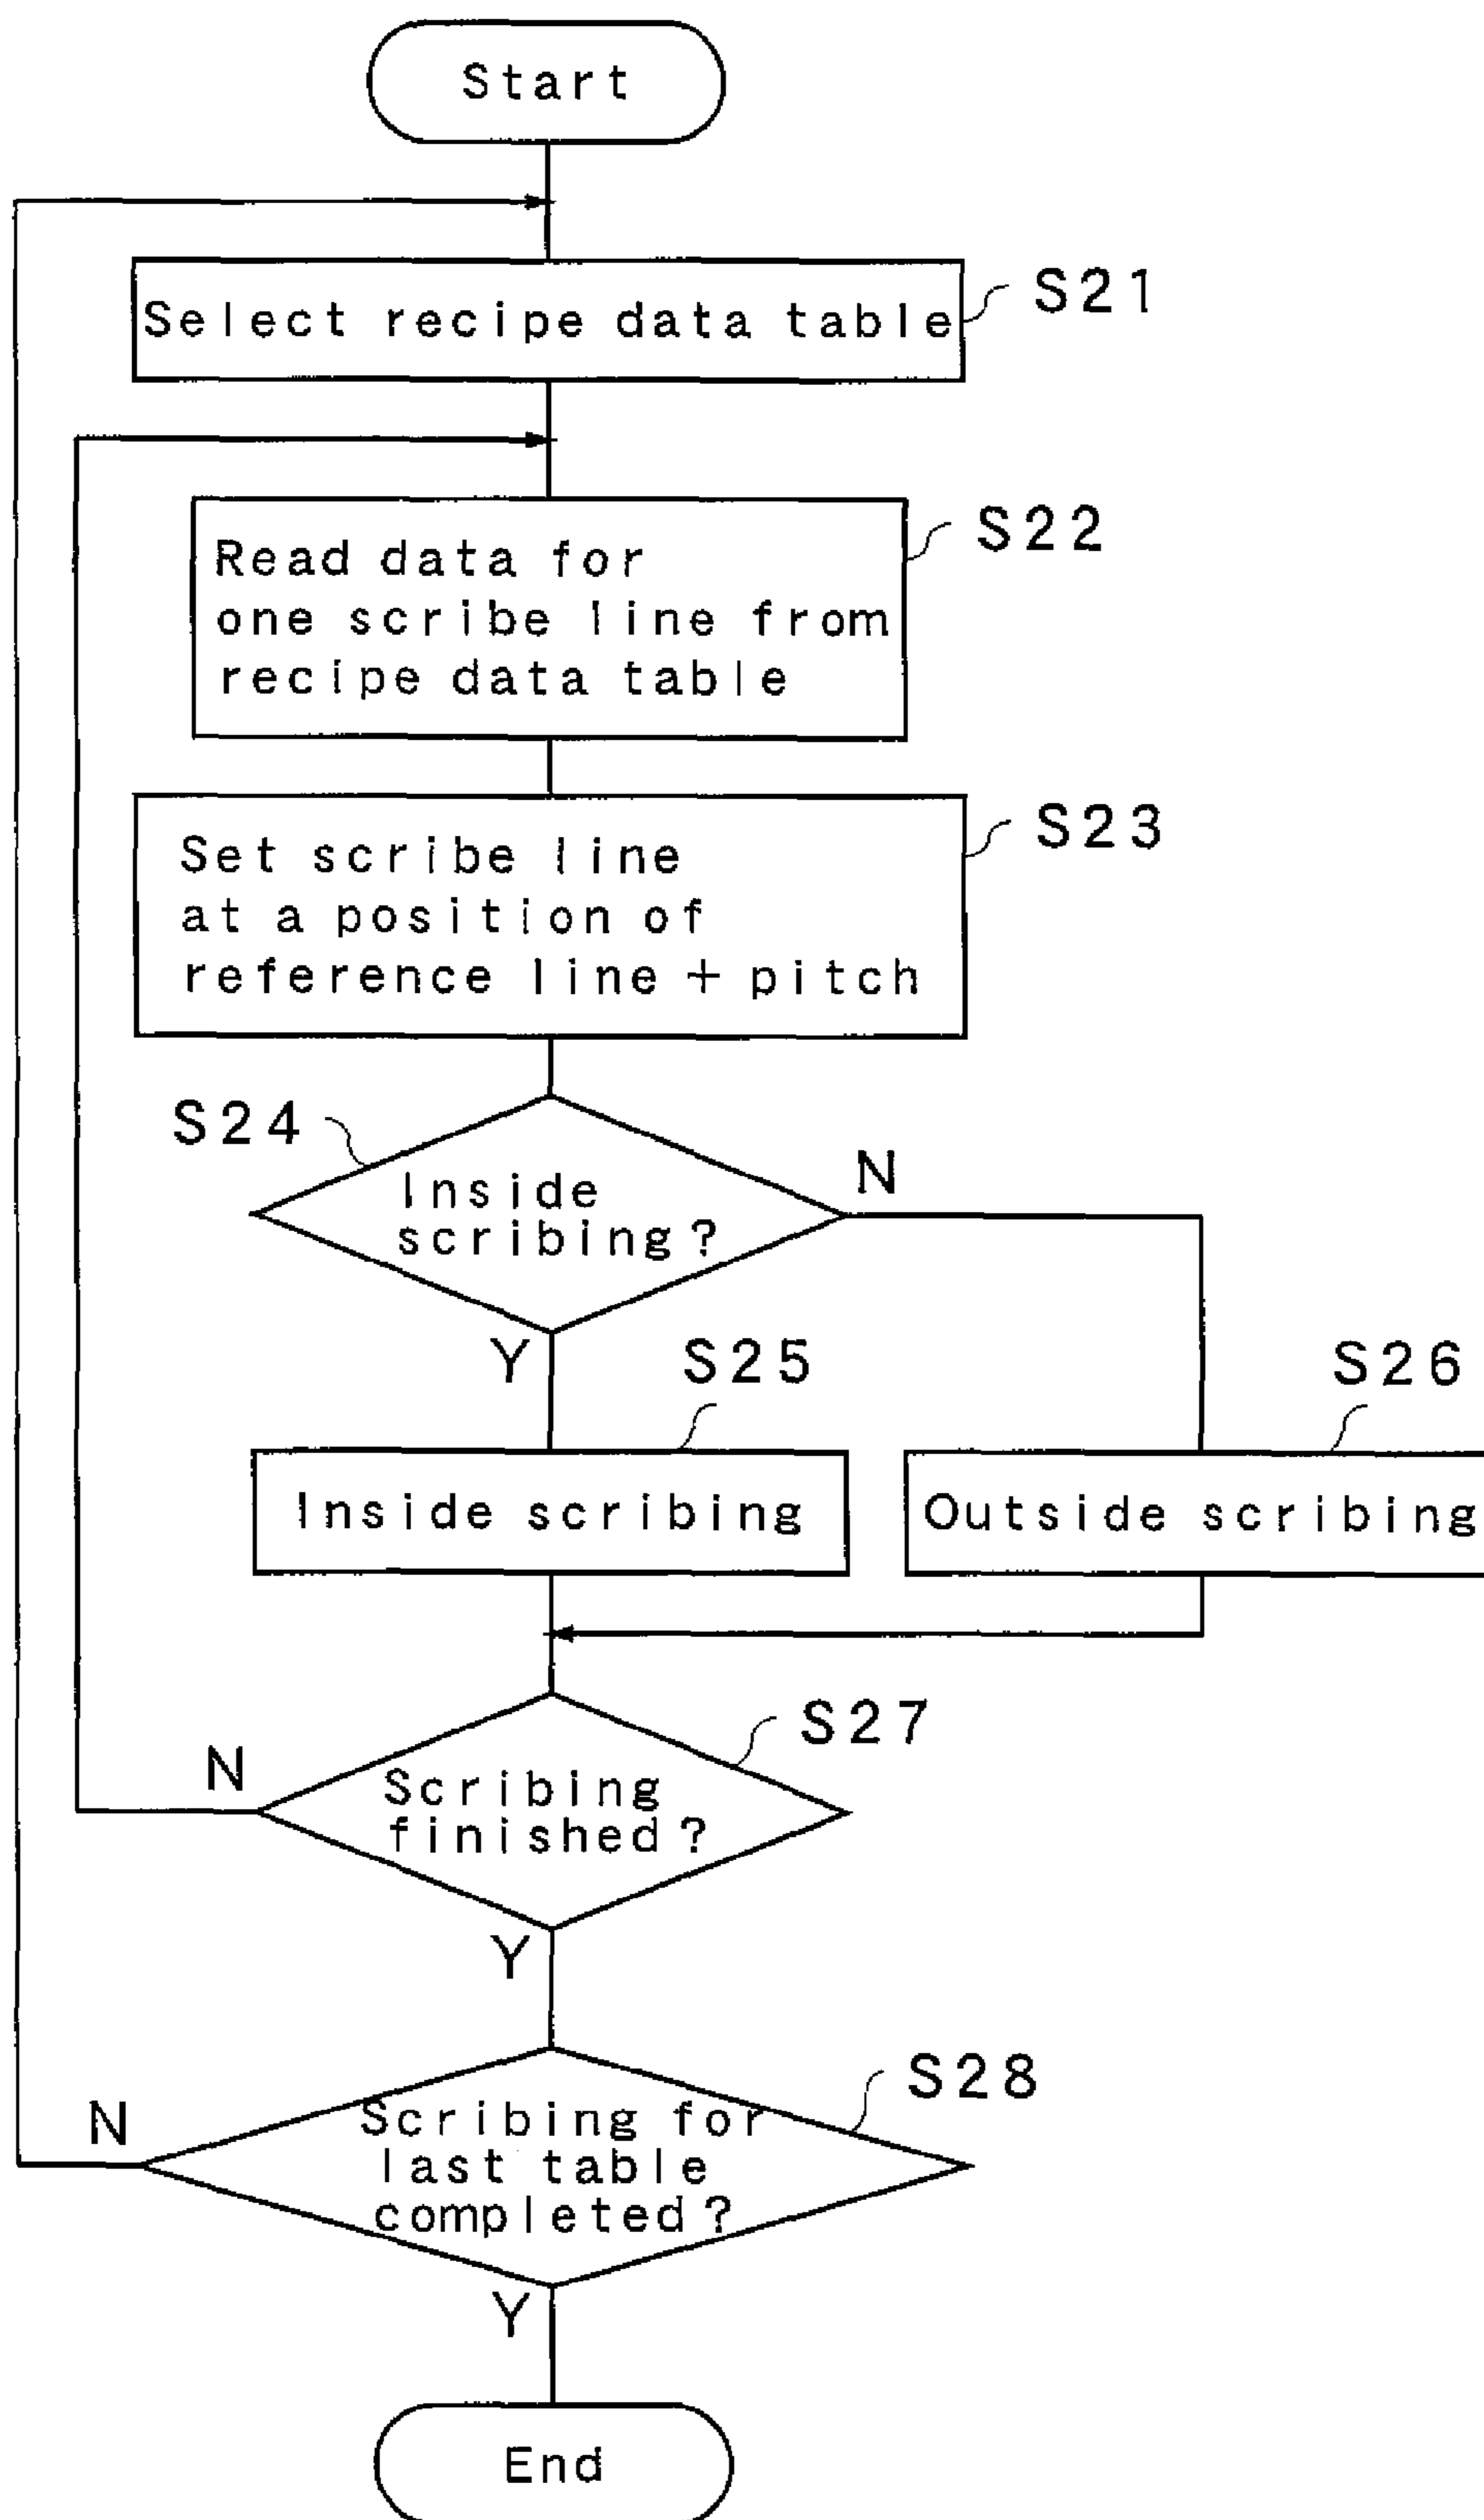 Start
Select recipe data table
S21
Read data for
one scribe line from
recipe data table
S22
Set scribe line
at a position of
reference line + pitch
S23
S24
Inside
scribing?
N
Y
S25
S26
Inside scribing
Outside scribing
S27
N
Scribing
finished?
Y
S28
N
Scribing for
last table
completed?
Y
End